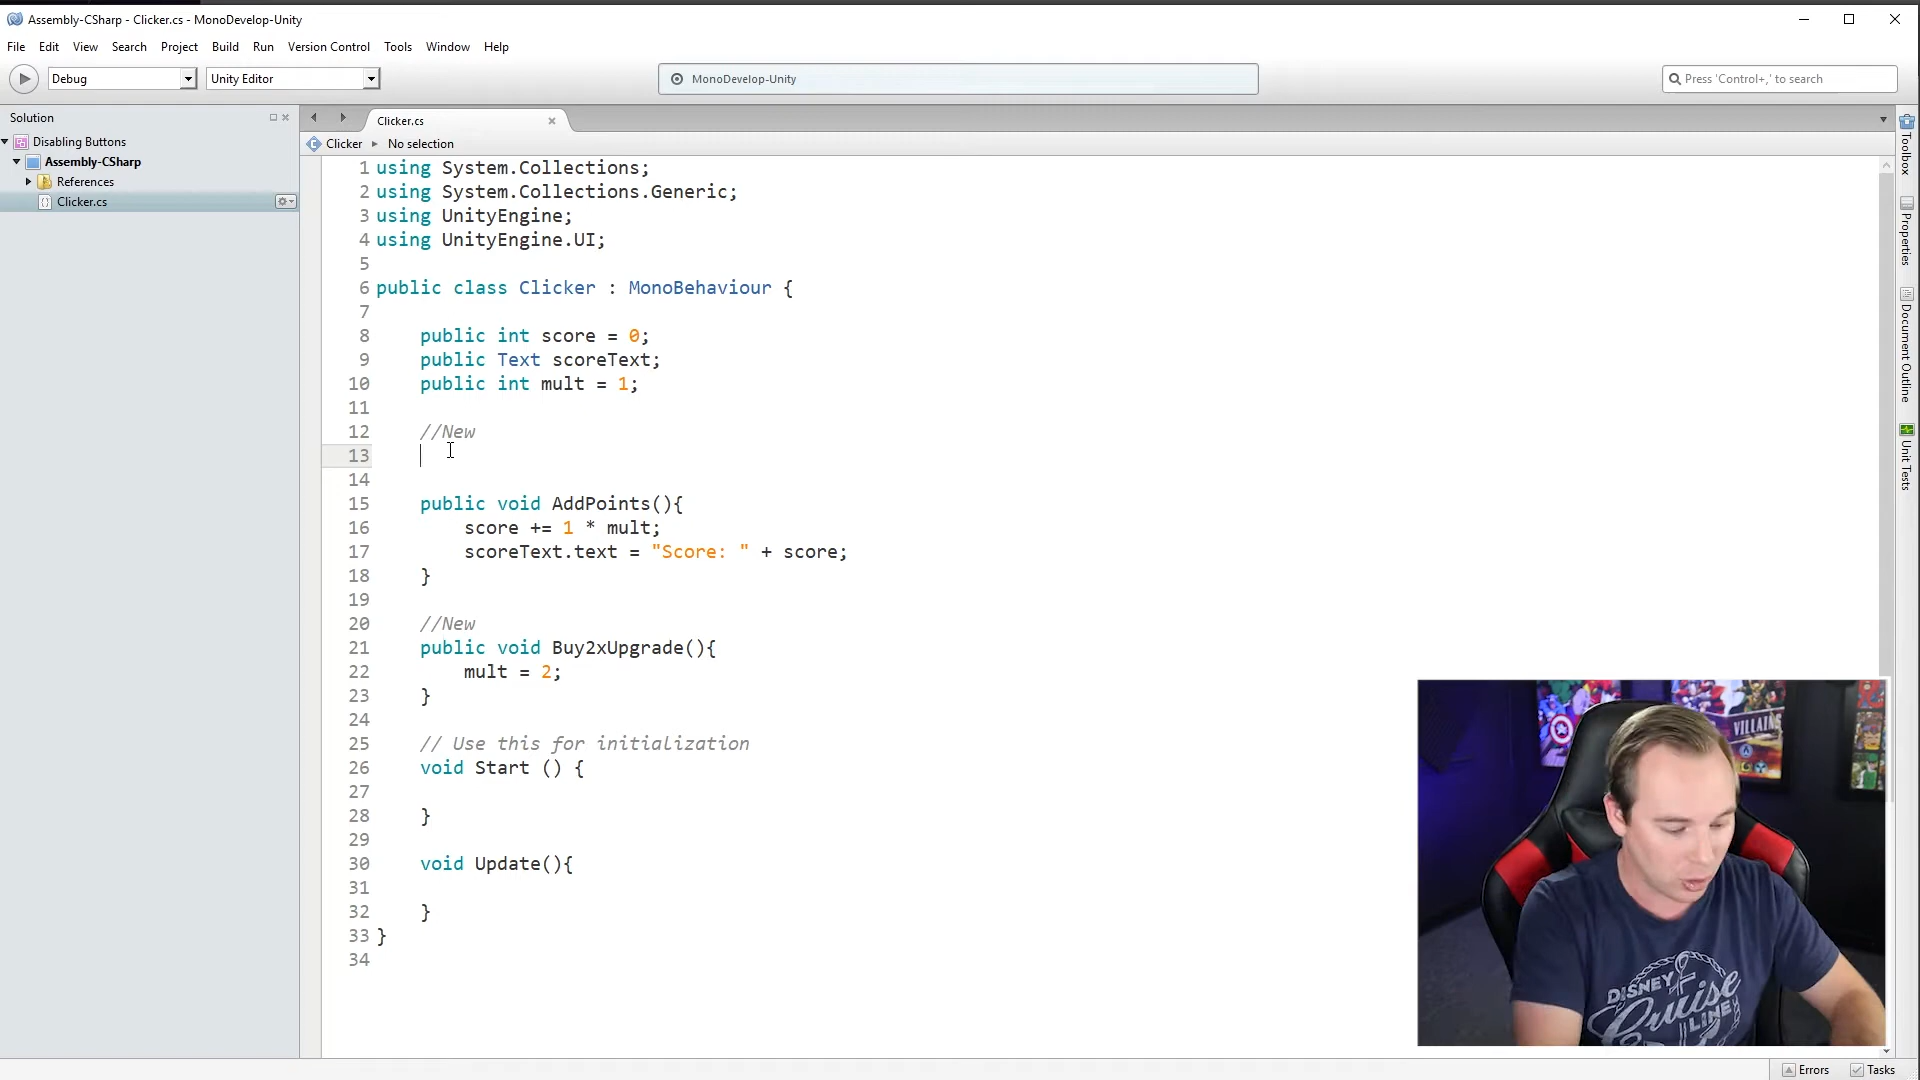 Assembly-CSharp - Clicker.cs - MonoDevelop-Unity
File Edit View Search Project Build Run Version Control Tools Window Help
Debug Unity Editor MonoDevelop-Unity Press 'Control+,' to search
Solution
Disabling Buttons
Assembly-CSharp
References
Clicker.cs
Clicker.cs
Clicker No selection
1 using System.Collections;
2 using System.Collections.Generic;
3 using UnityEngine;
4 using UnityEngine.UI;
5
6 public class Clicker : MonoBehaviour {
7
8 public int score = 0;
9 public Text scoreText;
10 public int mult = 1;
11
12 //New
13
14
15 public void AddPoints(){
16 score += 1 * mult;
17 scoreText.text = "Score: " + score;
18 }
19
20 //New
21 public void Buy2xUpgrade(){
22 mult = 2;
23 }
24
25 // Use this for initialization
26 void Start () {
27
28 }
29
30 void Update(){
31
32 }
33 }
34
Toolbox
Properties
Document Outline
Unit Tests
VILLAINS
DISNEY
Cruise
LINE
Errors Tasks